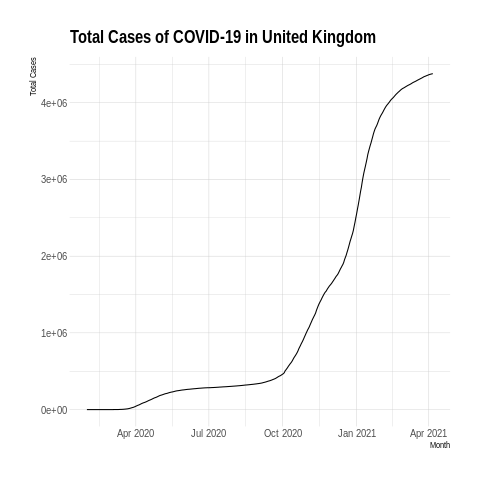 Total Cases of COVID-19 in United Kingdom
Total Cases
4e+06
3e+06
2e+06
1e+06
0e+00
Apr 2020 Jul 2020 Oct 2020 Jan 2021 Apr 2021
Month